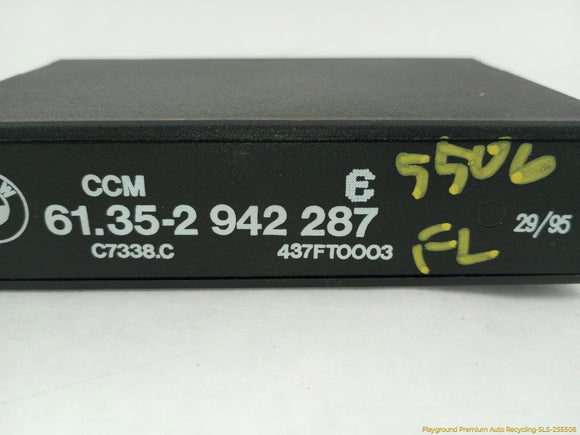 CCM
61.35-2 942 287
C7338.C 437FT0003
5506
FL
29/95
Playground Premium Auto Recycling-SLS-255506